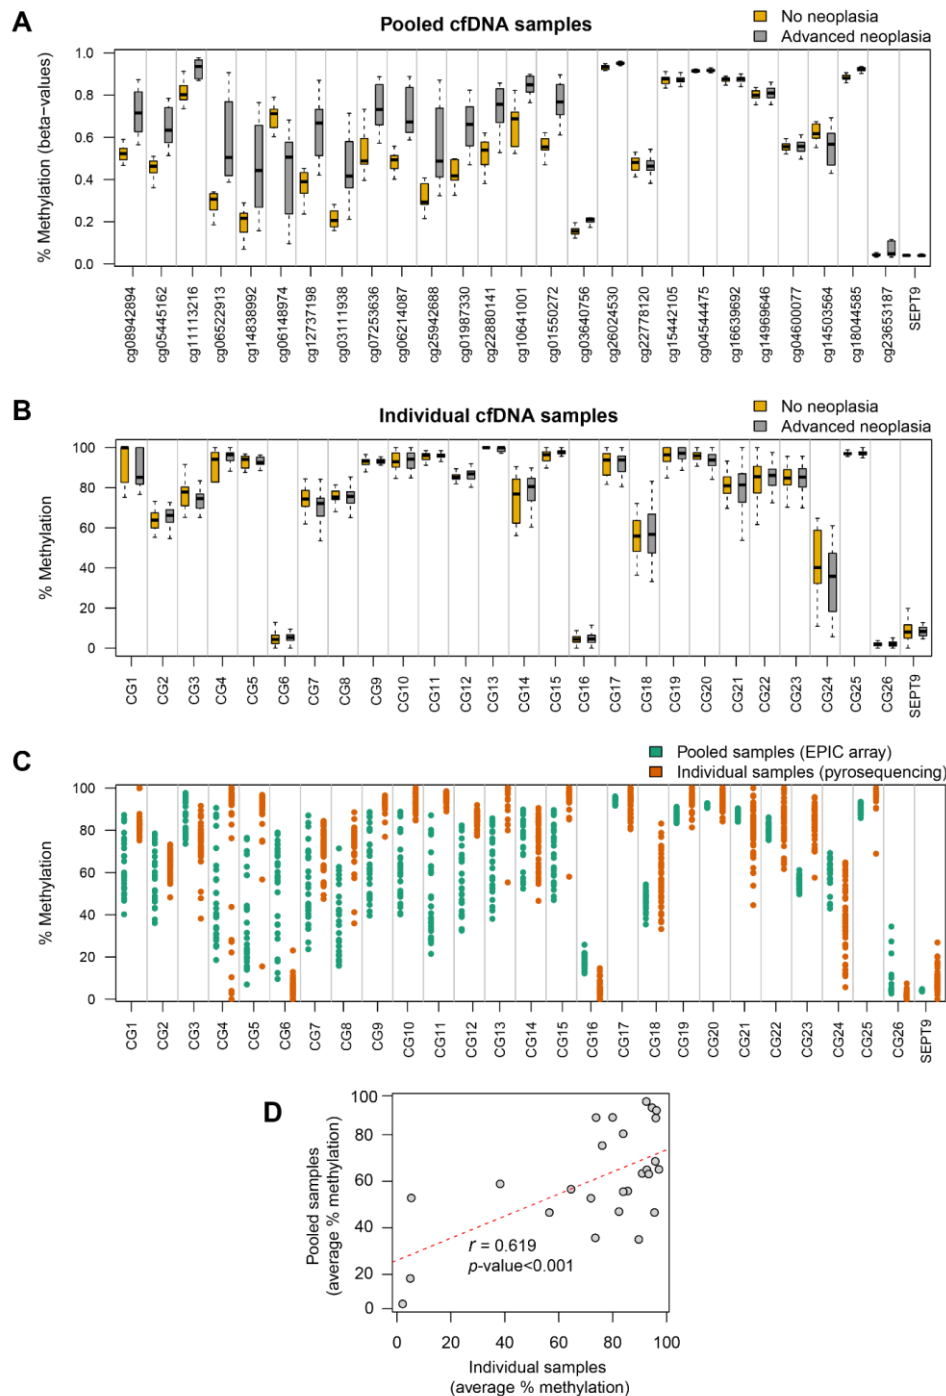 A
Pooled cfDNA samples
No neoplasia
Advanced neoplasia
% Methylation (beta-values)
1.0
0.8
0.6
0.4
0.2
0.0
cg08942894
cg05445162
cg11113216
cg06522913
cg14838992
cg06148974
cg12737198
cg03111938
cg07253636
cg06214087
cg25942688
cg01987330
cg22880141
cg10641001
cg01550272
cg03640756
cg26024530
cg22778120
cg15442105
cg04544475
cg16639692
cg14969646
cg04600077
cg14503564
cg18044585
cg23653187
SEPT9
B
Individual cfDNA samples
No neoplasia
Advanced neoplasia
% Methylation
100
80
60
40
20
0
CG1
CG2
CG3
CG4
CG5
CG6
CG7
CG8
CG9
CG10
CG11
CG12
CG13
CG14
CG15
CG16
CG17
CG18
CG19
CG20
CG21
CG22
CG23
CG24
CG25
CG26
SEPT9
C
Pooled samples (EPIC array)
Individual samples (pyrosequencing)
% Methylation
100
80
60
40
20
0
CG1
CG2
CG3
CG4
CG5
CG6
CG7
CG8
CG9
CG10
CG11
CG12
CG13
CG14
CG15
CG16
CG17
CG18
CG19
CG20
CG21
CG22
CG23
CG24
CG25
CG26
SEPT9
D
Pooled samples
(average % methylation)
100
80
60
40
20
0
r = 0.619
p-value<0.001
0
20
40
60
80
100
Individual samples
(average % methylation)